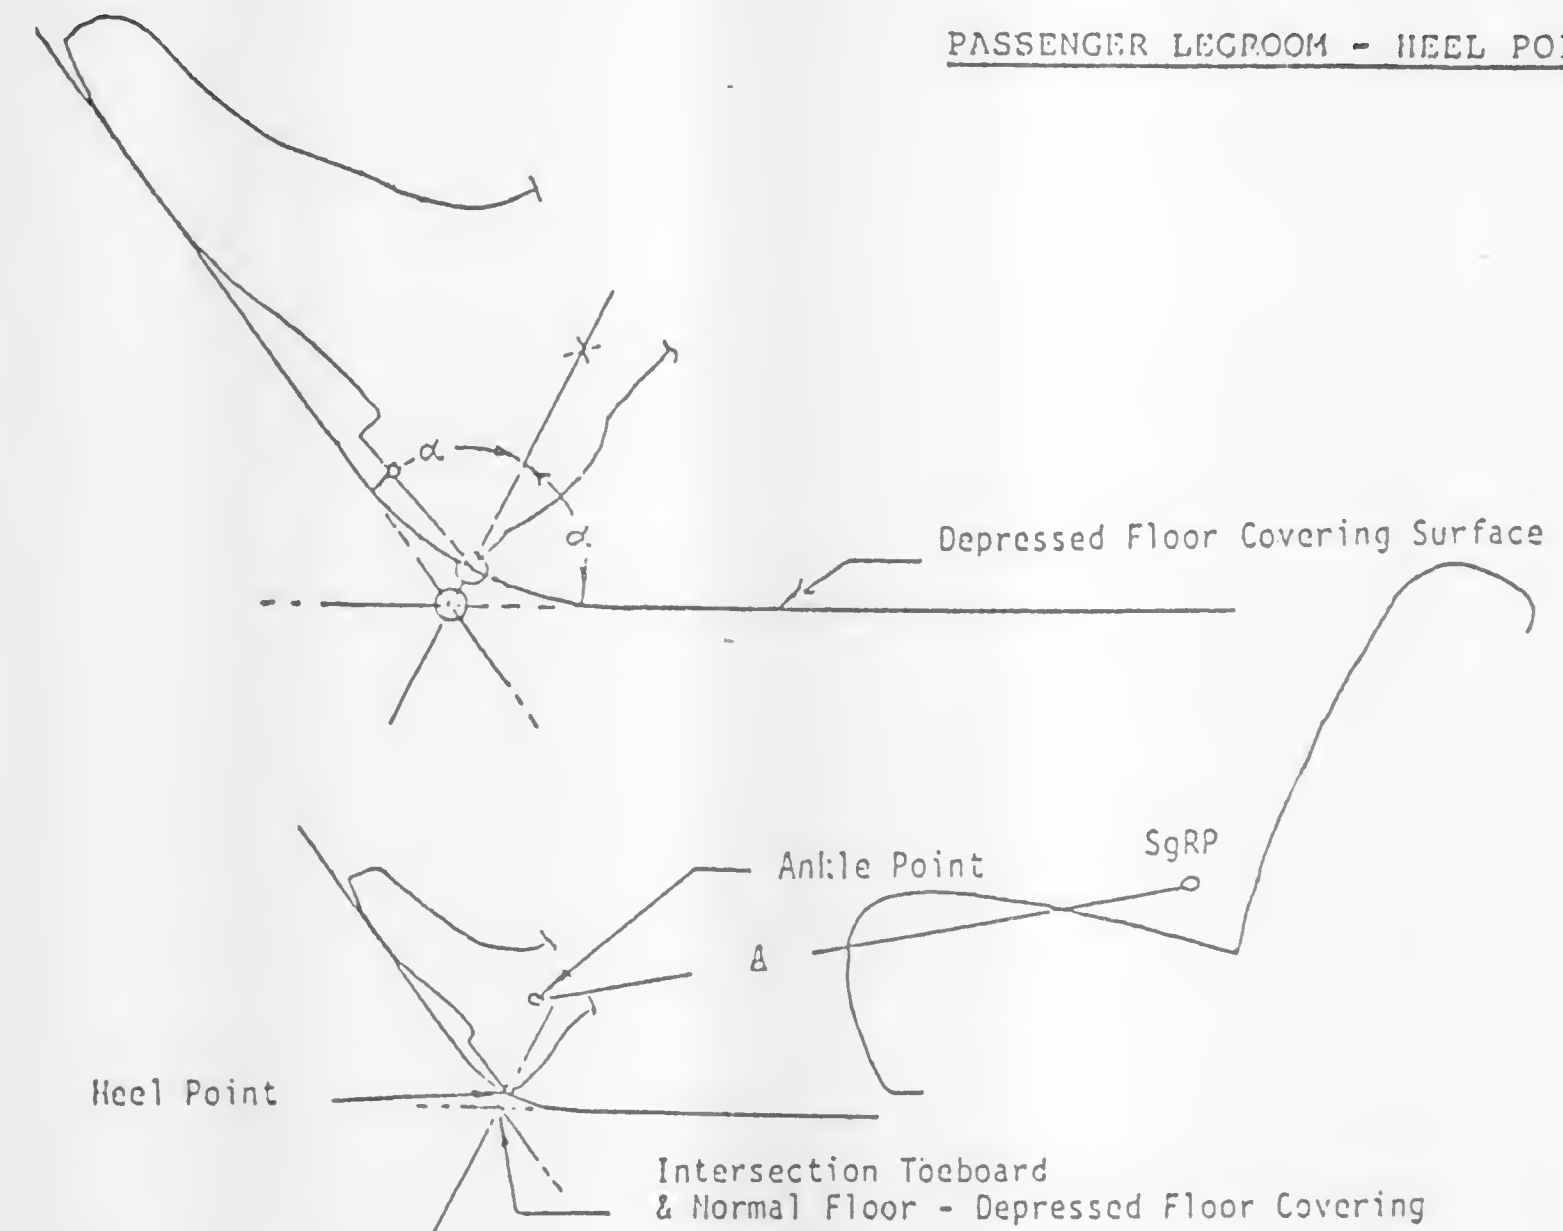 PASSENGER LEGROOM - HEEL POI
α
α
Depressed Floor Covering Surface
SgRP
Ankle Point
A
Heel Point
Intersection Toeboard
& Normal Floor - Depressed Floor Covering